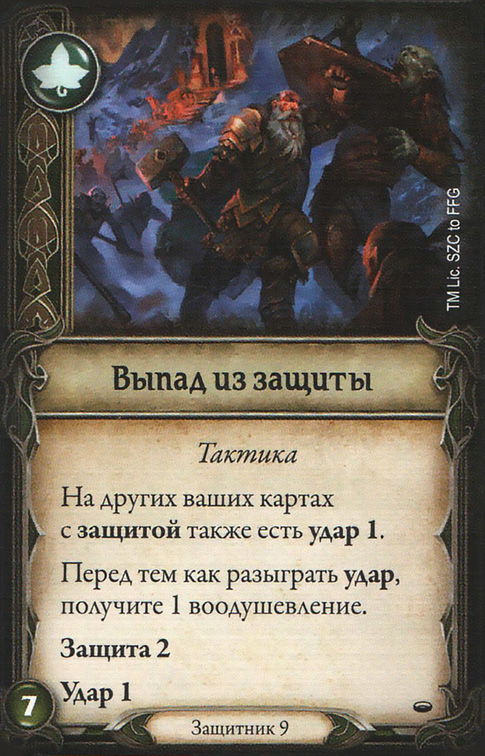 TM Lic. SZC to FFG
Выпад из защиты
Тактика
На других ваших картах
с защитой также есть удар 1.
Перед тем как разыграть удар,
получите 1 воодушевление.
Защита 2
Удар 1
7
Защитник 9